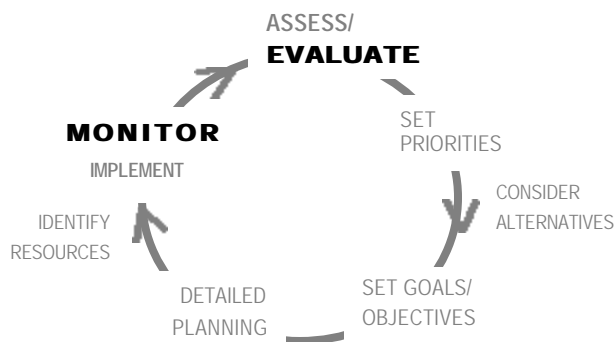 ASSESS/
EVALUATE
SET
PRIORITIES
CONSIDER
ALTERNATIVES
SET GOALS/
OBJECTIVES
DETAILED
PLANNING
IDENTIFY
RESOURCES
IMPLEMENT
MONITOR